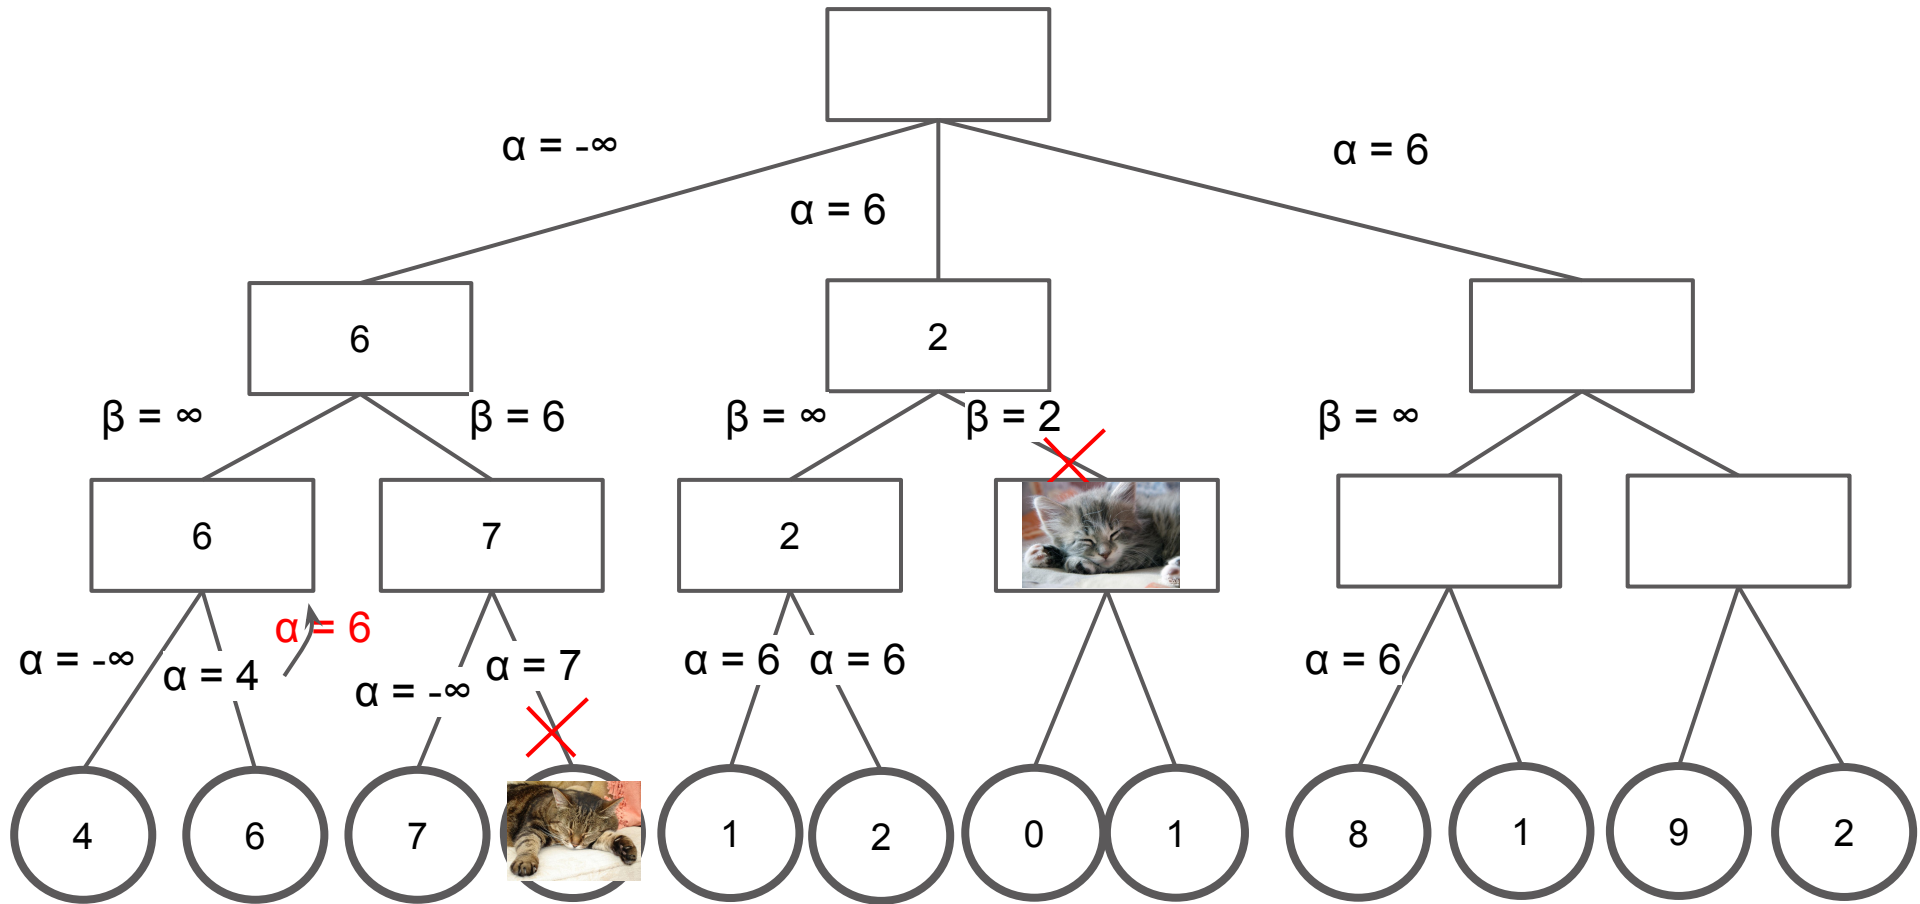 α = -∞
α = 6
α = 6
6
2
β = ∞
β = 6
β = ∞
β = 2
β = ∞
6
7
2
α = 6
α = -∞
α = 4
α = -∞
α = 7
α = 6
α = 6
α = 6
4
6
7
1
2
0
1
8
1
9
2